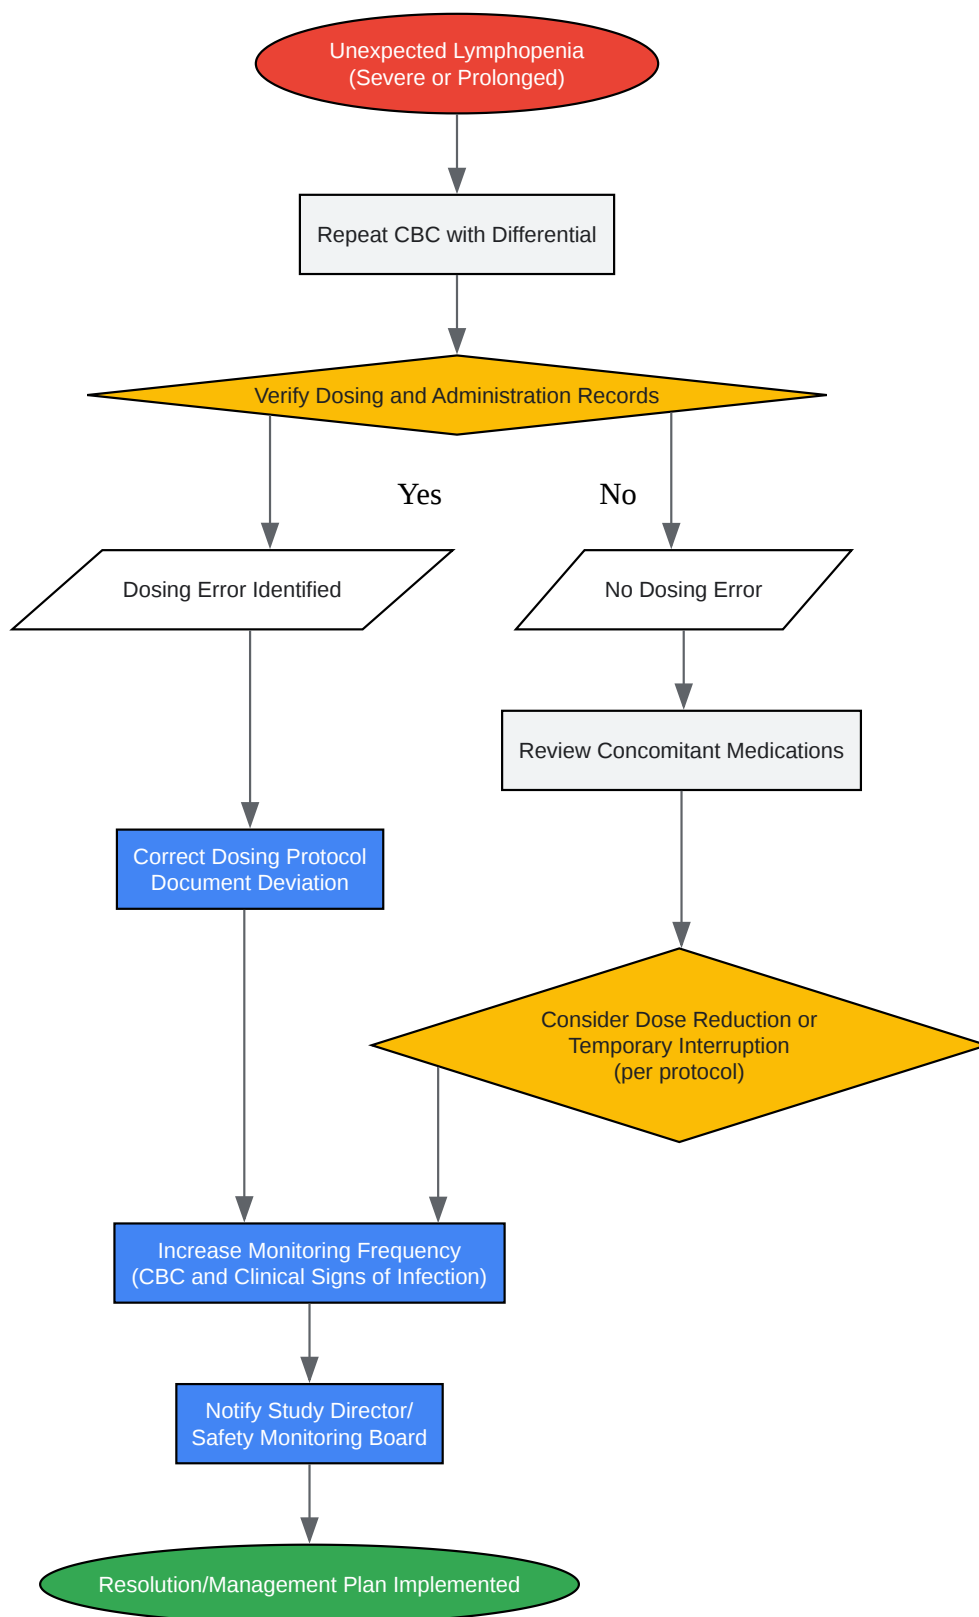 Unexpected Lymphopenia
(Severe or Prolonged)
Repeat CBC with Differential
Verify Dosing and Administration Records
Yes
No
Dosing Error Identified
No Dosing Error
Review Concomitant Medications
Correct Dosing Protocol
Document Deviation
Consider Dose Reduction or
Temporary Interruption
(per protocol)
Increase Monitoring Frequency
(CBC and Clinical Signs of Infection)
Notify Study Director/
Safety Monitoring Board
Resolution/Management Plan Implemented